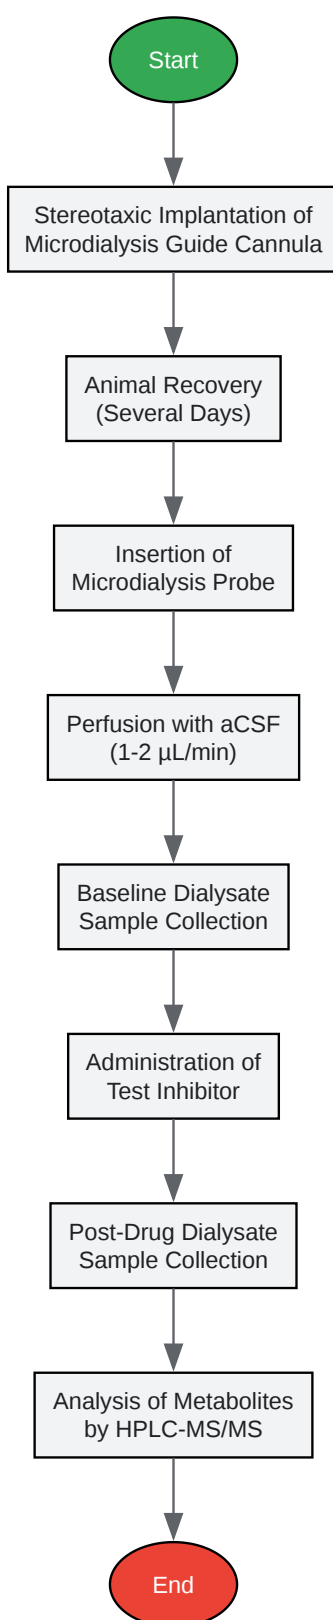 Start
Stereotaxic Implantation of
Microdialysis Guide Cannula
Animal Recovery
(Several Days)
Insertion of
Microdialysis Probe
Perfusion with aCSF
(1-2 µL/min)
Baseline Dialysate
Sample Collection
Administration of
Test Inhibitor
Post-Drug Dialysate
Sample Collection
Analysis of Metabolites
by HPLC-MS/MS
End